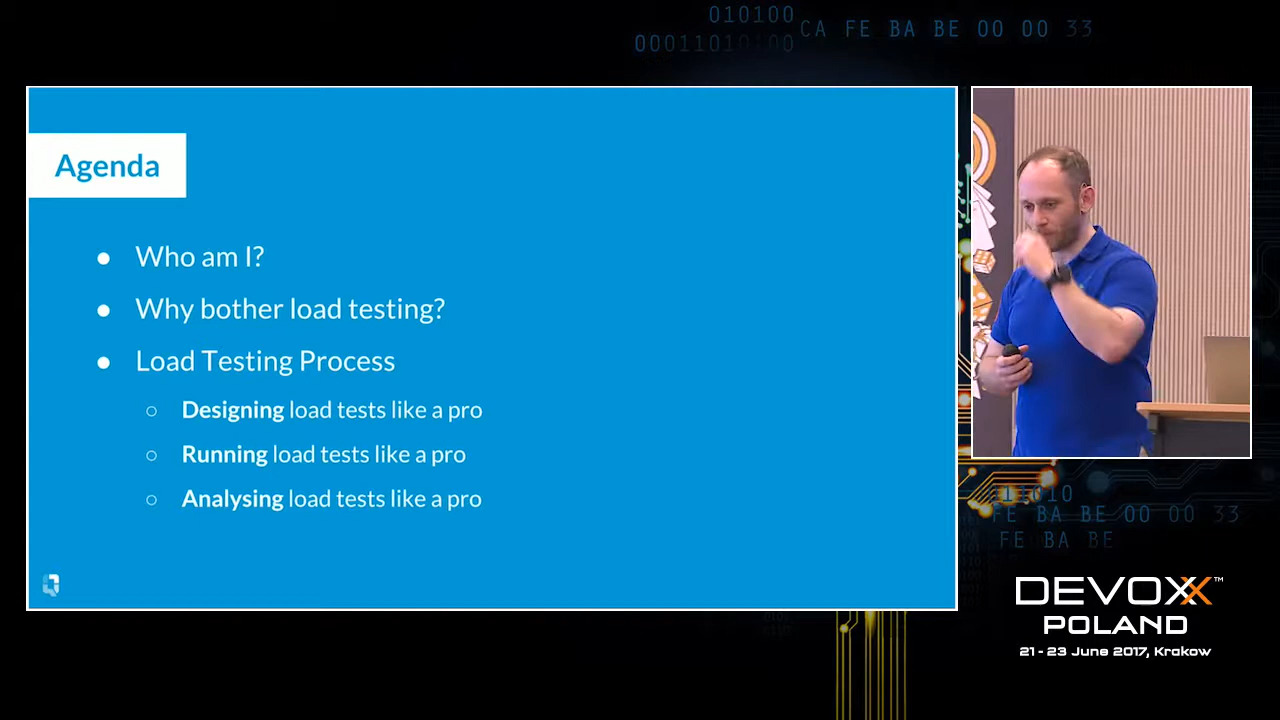 010100
CA FE BA BE 00 00 33
00011010100
Agenda
Who am I?
Why bother load testing?
Load Testing Process
Designing load tests like a pro
Running load tests like a pro
Analysing load tests like a pro
FE BA BE 00 00 33
FE BA BE
DEVOXX™
POLAND
21 - 23 June 2017, Krakow